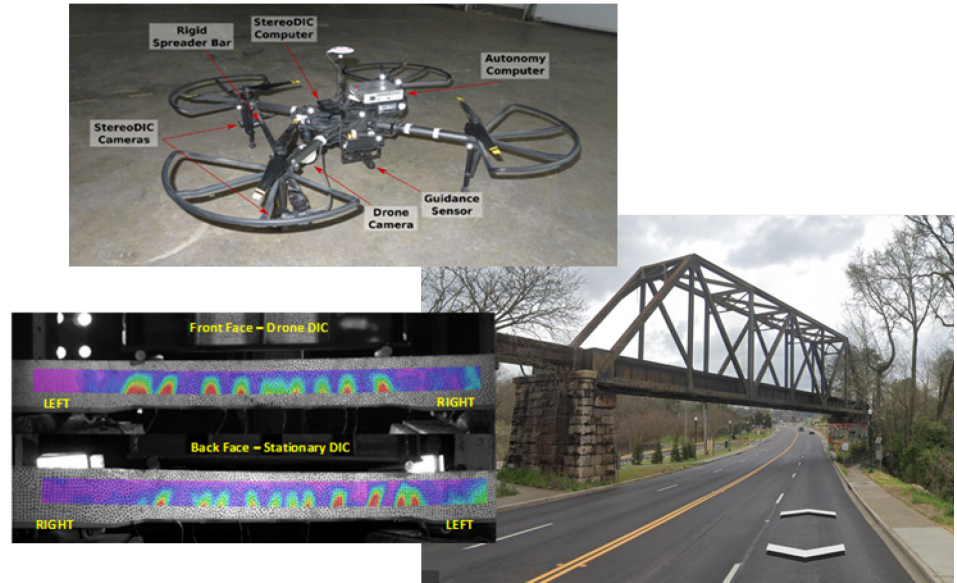 Rigid
Spreader Bar
StereoDIC
Computer
Autonomy
Computer
StereoDIC
Cameras
Drone
Camera
Guidance
Sensor
Front Face – Drone DIC
LEFT
RIGHT
Back Face – Stationary DIC
RIGHT
LEFT